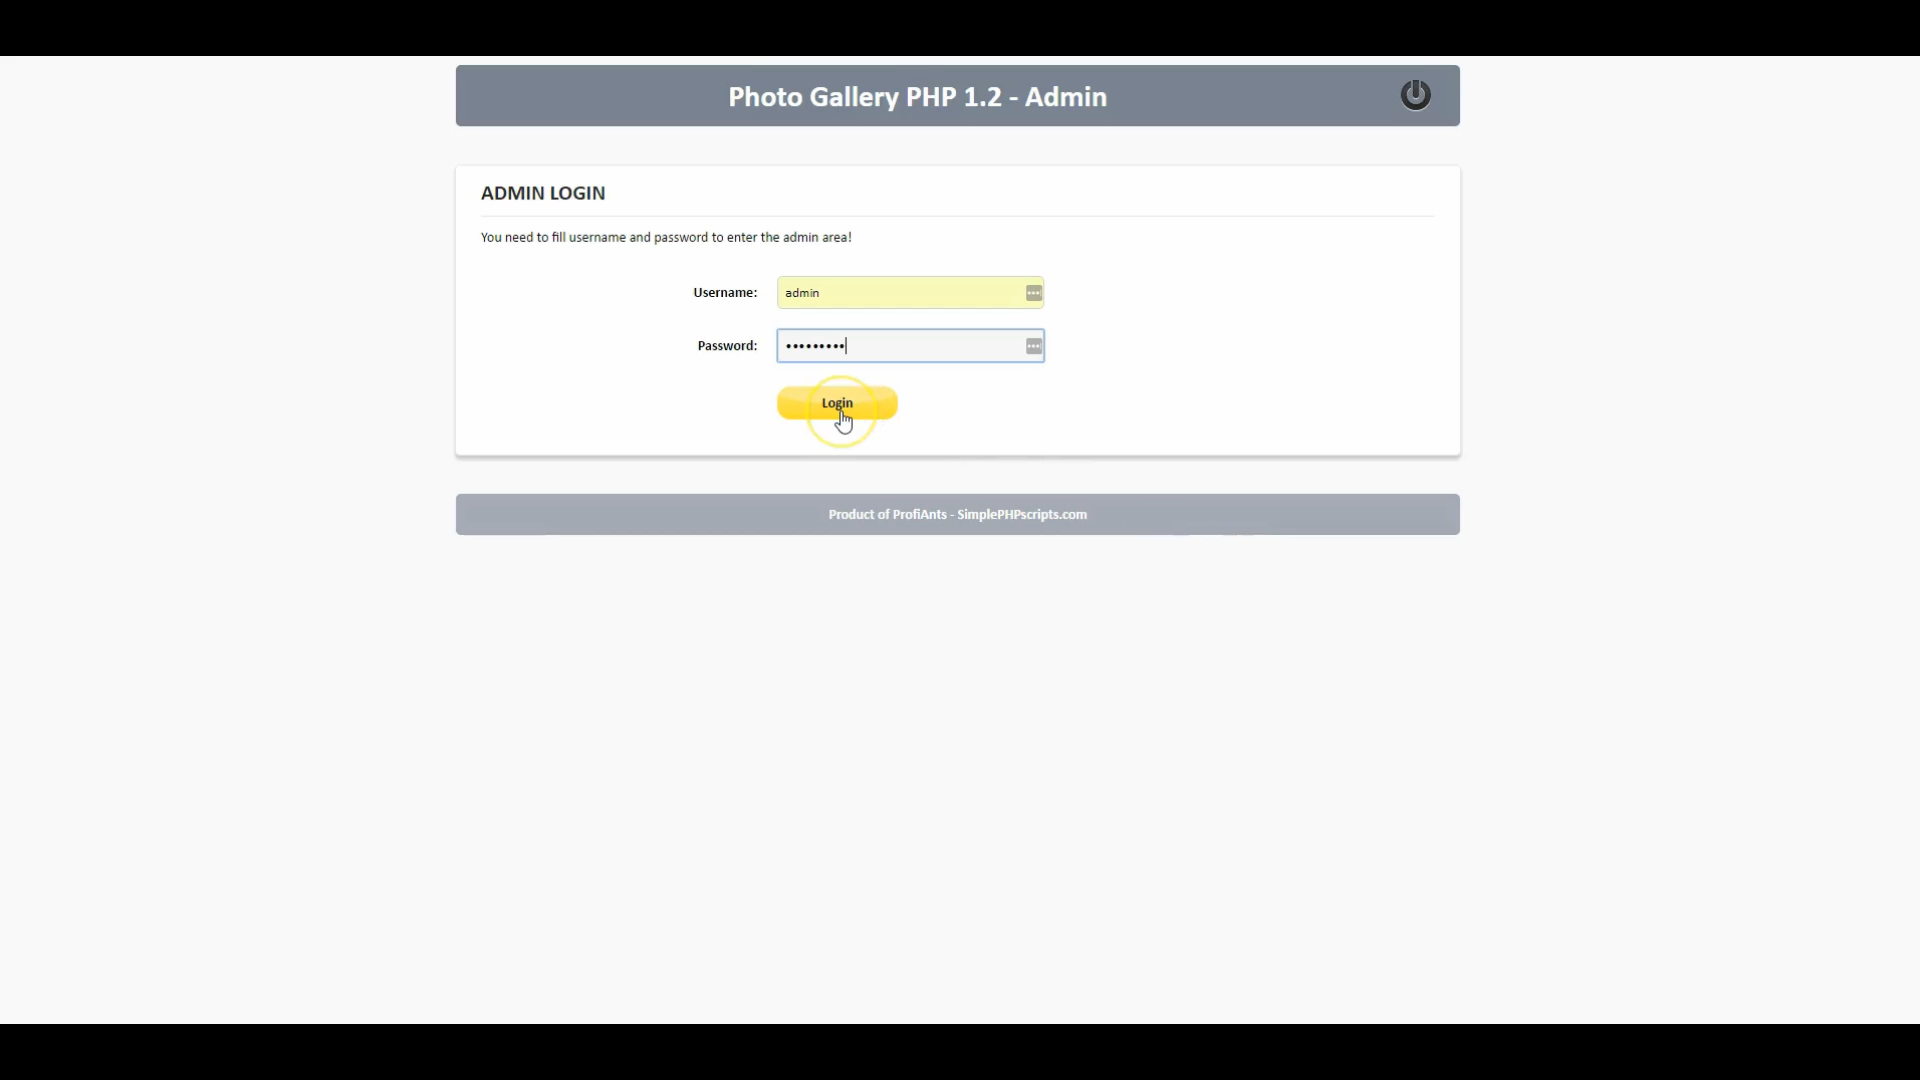 Photo Gallery PHP 1.2 - Admin
ADMIN LOGIN
You need to fill username and password to enter the admin area!
Username: admin
Password: •••••••••
Login
Product of ProfiAnts - SimplePHPscripts.com